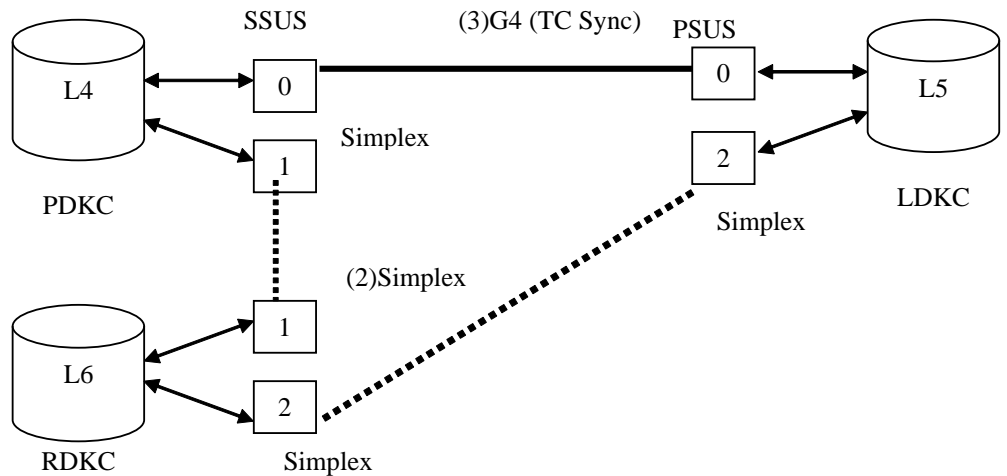 SSUS
(3)G4 (TC Sync)
PSUS
L4
0
0
L5
Simplex
1
2
PDKC
Simplex
LDKC
(2)Simplex
1
L6
2
RDKC
Simplex